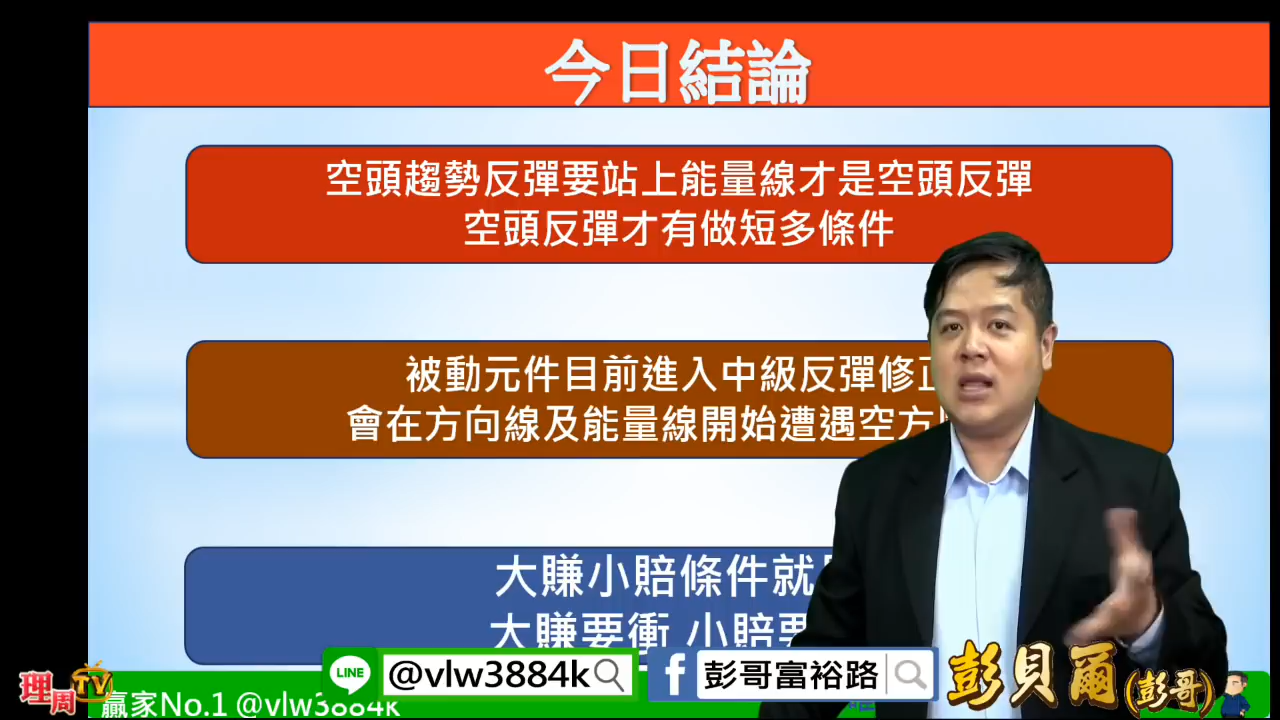 今日結論
空頭趨勢反彈要站上能量線才是空頭反彈
空頭反彈才有做短多條件
被動元件目前進入中級反彈修正
會在方向線及能量線開始遭遇空方
大賺小賠條件就
大賺要衝 小賠要
LINE @vlw3884k
彭哥富裕路
彭貝爾(彭哥)
理周TV
贏家No.1 @vlw3884k